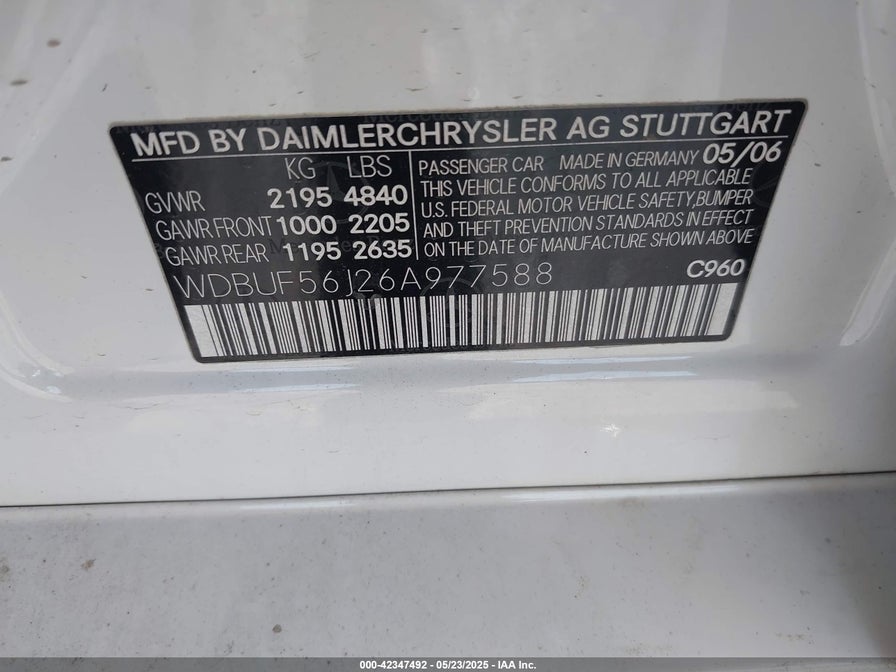 MFD BY DAIMLERCHRYSLER AG STUTTGART
KG LBS
GVWR 2195 4840
GAWR FRONT 1000 2205
GAWR REAR 1195 2635
PASSENGER CAR MADE IN GERMANY 05/06
THIS VEHICLE CONFORMS TO ALL APPLICABLE
U.S. FEDERAL MOTOR VEHICLE SAFETY,BUMPER
AND THEFT PREVENTION STANDARDS IN EFFECT
ON THE DATE OF MANUFACTURE SHOWN ABOVE
WDBUF56J26A977588 C960
000-42347492 - 05/23/2025 - IAA Inc.